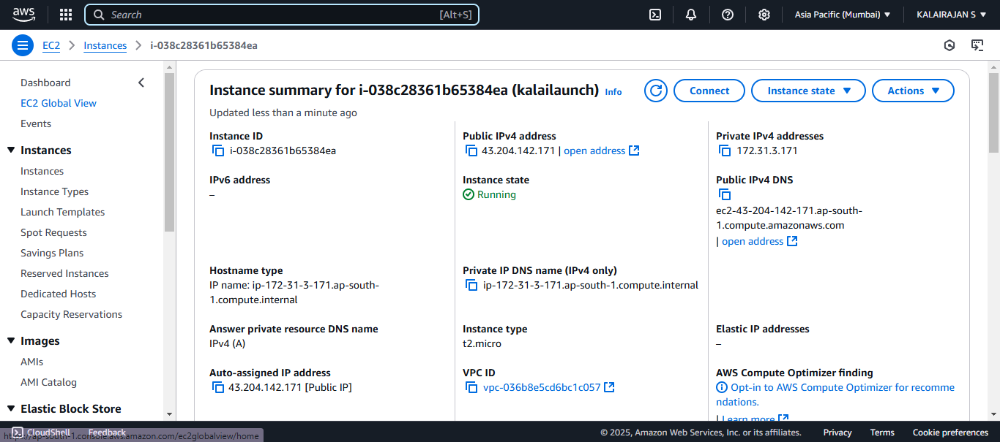 aws
Search [Alt+S]
Asia Pacific (Mumbai)
KALAIRAJAN S
EC2
Instances
i-038c28361b65384ea
Dashboard
EC2 Global View
Events
Instances
Instances
Instance Types
Launch Templates
Spot Requests
Savings Plans
Reserved Instances
Dedicated Hosts
Capacity Reservations
Images
AMIs
AMI Catalog
Elastic Block Store
Instance summary for i-038c28361b65384ea (kalailaunch) Info
Connect
Instance state
Actions
Updated less than a minute ago
Instance ID
i-038c28361b65384ea
Public IPv4 address
43.204.142.171 | open address
Private IPv4 addresses
172.31.3.171
IPv6 address
–
Instance state
Running
Public IPv4 DNS
ec2-43-204-142-171.ap-south-
1.compute.amazonaws.com
| open address
Hostname type
IP name: ip-172-31-3-171.ap-south-
1.compute.internal
Private IP DNS name (IPv4 only)
ip-172-31-3-171.ap-south-1.compute.internal
Answer private resource DNS name
IPv4 (A)
Instance type
t2.micro
Elastic IP addresses
–
Auto-assigned IP address
43.204.142.171 [Public IP]
VPC ID
vpc-036b8e5cd6bc1c057
AWS Compute Optimizer finding
Opt-in to AWS Compute Optimizer for recomme
ndations.
| Learn more
CloudShell
Feedback
https://ap-south-1.console.aws.amazon.com/ec2globalview/home
© 2025, Amazon Web Services, Inc. or its affiliates.
Privacy
Terms
Cookie preferences